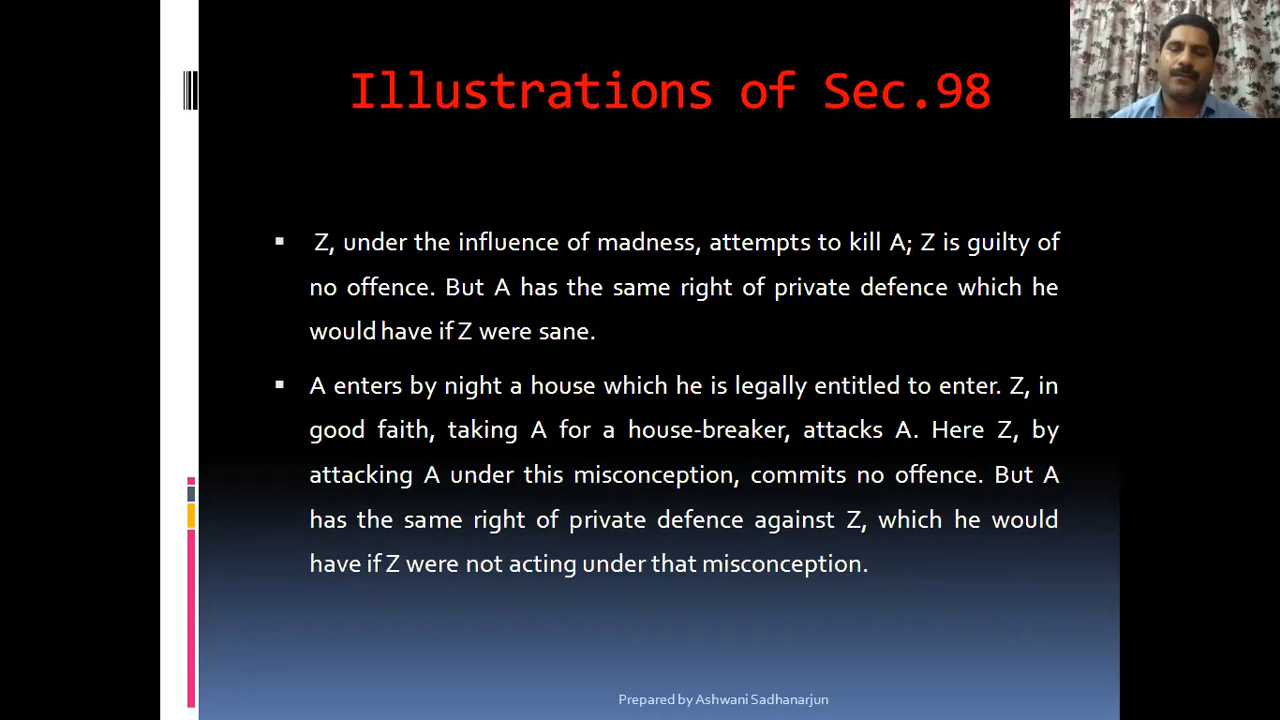 Illustrations of Sec.98
Z, under the influence of madness, attempts to kill A; Z is guilty of
no offence. But A has the same right of private defence which he
would have if Z were sane.
A enters by night a house which he is legally entitled to enter. Z, in
good faith, taking A for a house-breaker, attacks A. Here Z, by
attacking A under this misconception, commits no offence. But A
has the same right of private defence against Z, which he would
have if Z were not acting under that misconception.
Prepared by Ashwani Sadhanarjun